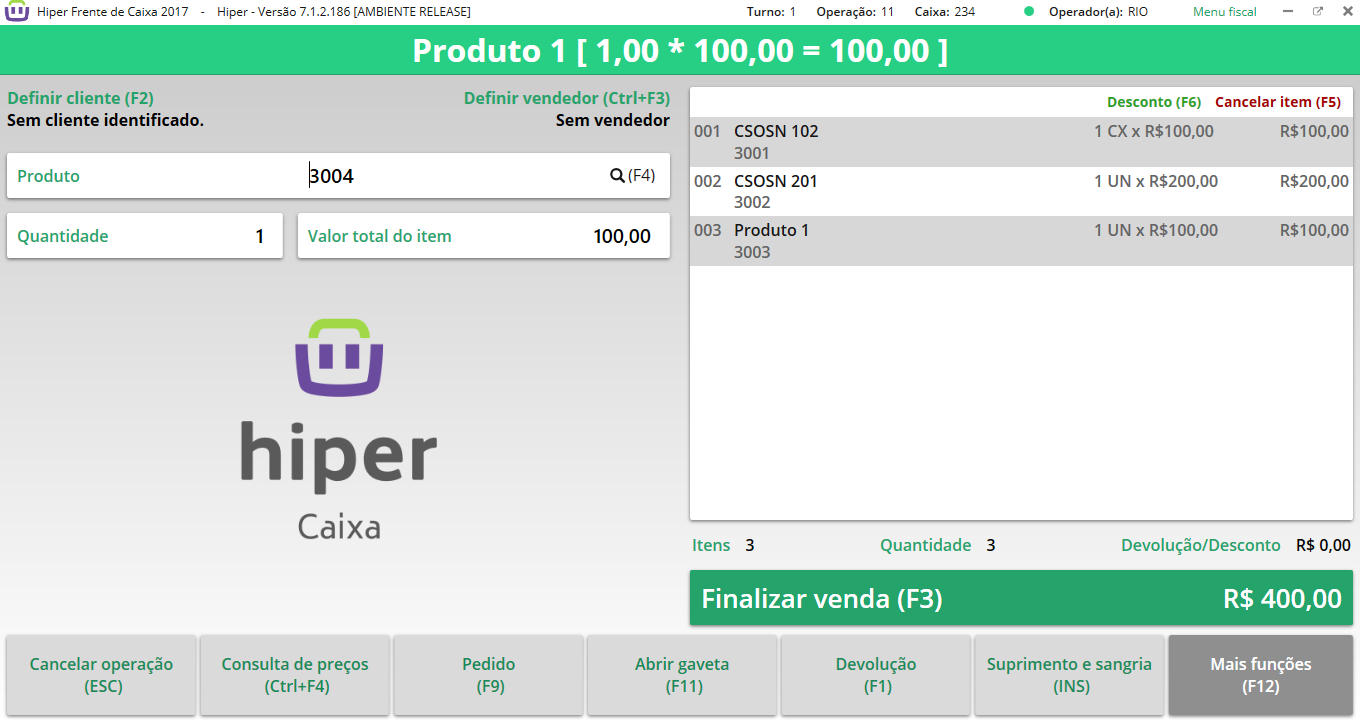 Hiper Frente de Caixa 2017 - Hiper - Versão 7.1.2.186 [AMBIENTE RELEASE] Turno: 1 Operação: 11 Caixa: 234 Operador(a): RIO Menu fiscal
Produto 1 [ 1,00 * 100,00 = 100,00 ]
Definir cliente (F2) Definir vendedor (Ctrl+F3)
Sem cliente identificado. Sem vendedor
Produto 3004 (F4)
Quantidade 1 Valor total do item 100,00
hiper
Caixa
Desconto (F6) Cancelar item (F5)
001 CSOSN 102 1 CX x R$100,00 R$100,00
3001
002 CSOSN 201 1 UN x R$200,00 R$200,00
3002
003 Produto 1 1 UN x R$100,00 R$100,00
3003
Itens 3 Quantidade 3 Devolução/Desconto R$ 0,00
Finalizar venda (F3) R$ 400,00
Cancelar operação
(ESC)
Consulta de preços
(Ctrl+F4)
Pedido
(F9)
Abrir gaveta
(F11)
Devolução
(F1)
Suprimento e sangria
(INS)
Mais funções
(F12)